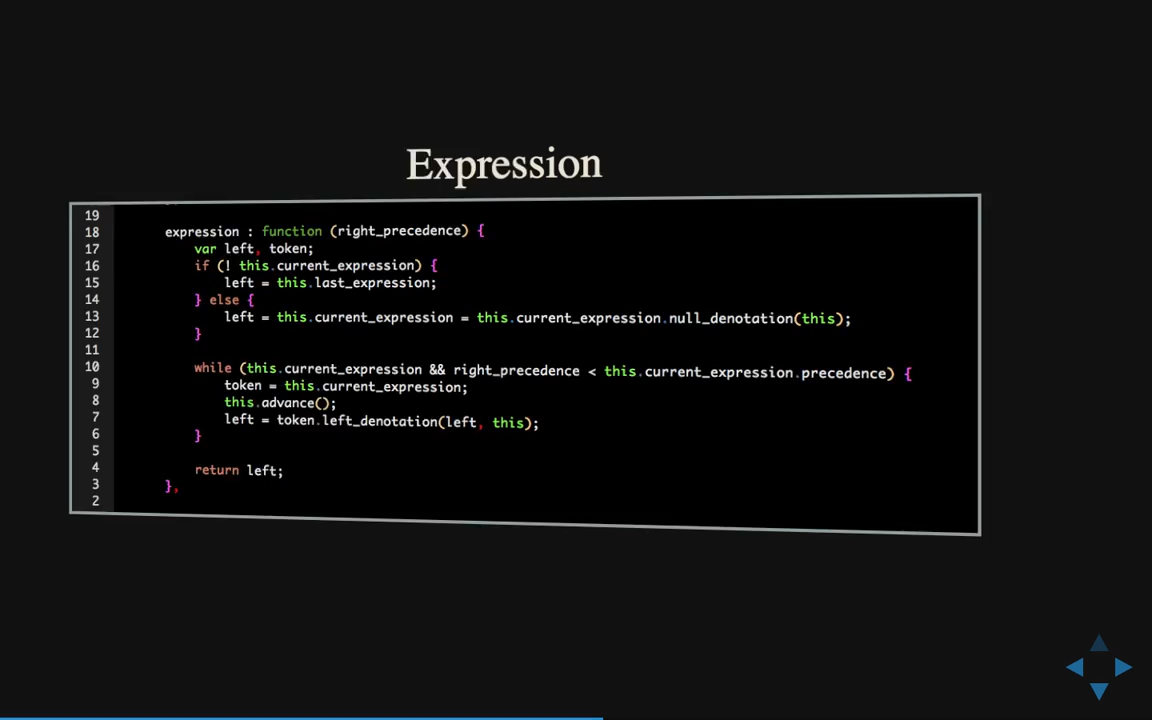 Expression
19
18 expression : function (right_precedence) {
17 var left, token;
16 if (! this.current_expression) {
15 left = this.last_expression;
14 } else {
13 left = this.current_expression = this.current_expression.null_denotation(this);
12 }
11
10 while (this.current_expression && right_precedence < this.current_expression.precedence) {
9 token = this.current_expression;
8 this.advance();
7 left = token.left_denotation(left, this);
6 }
5
4 return left;
3 },
2